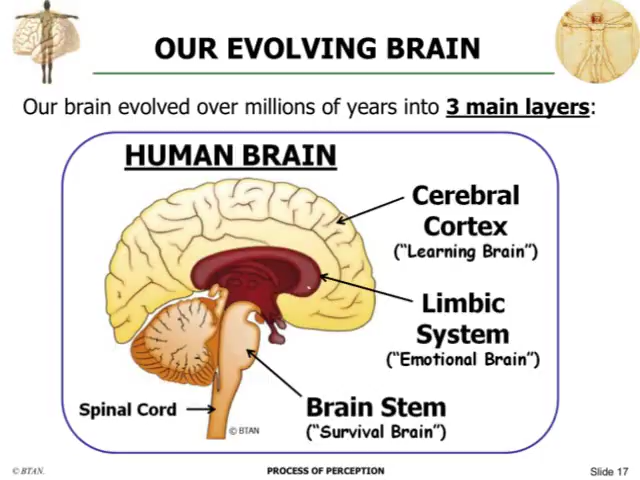 OUR EVOLVING BRAIN
Our brain evolved over millions of years into 3 main layers:
HUMAN BRAIN
Cerebral
Cortex
(“Learning Brain”)
Limbic
System
(“Emotional Brain”)
Brain Stem
(“Survival Brain”)
Spinal Cord
© BTAN
© BTAN.
PROCESS OF PERCEPTION
Slide 17